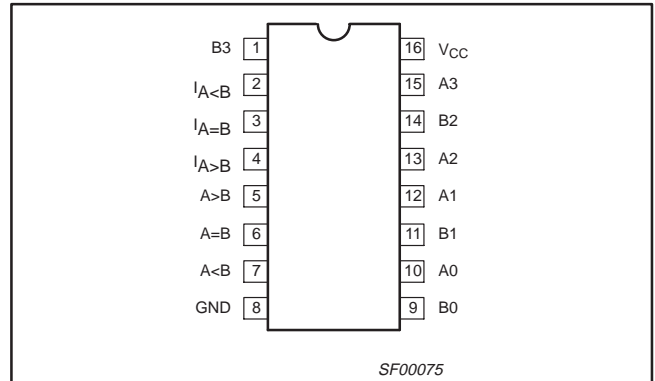 B3 1 16 VCC
IA<B 2 15 A3
IA=B 3 14 B2
IA>B 4 13 A2
A>B 5 12 A1
A=B 6 11 B1
A<B 7 10 A0
GND 8 9 B0
SF00075